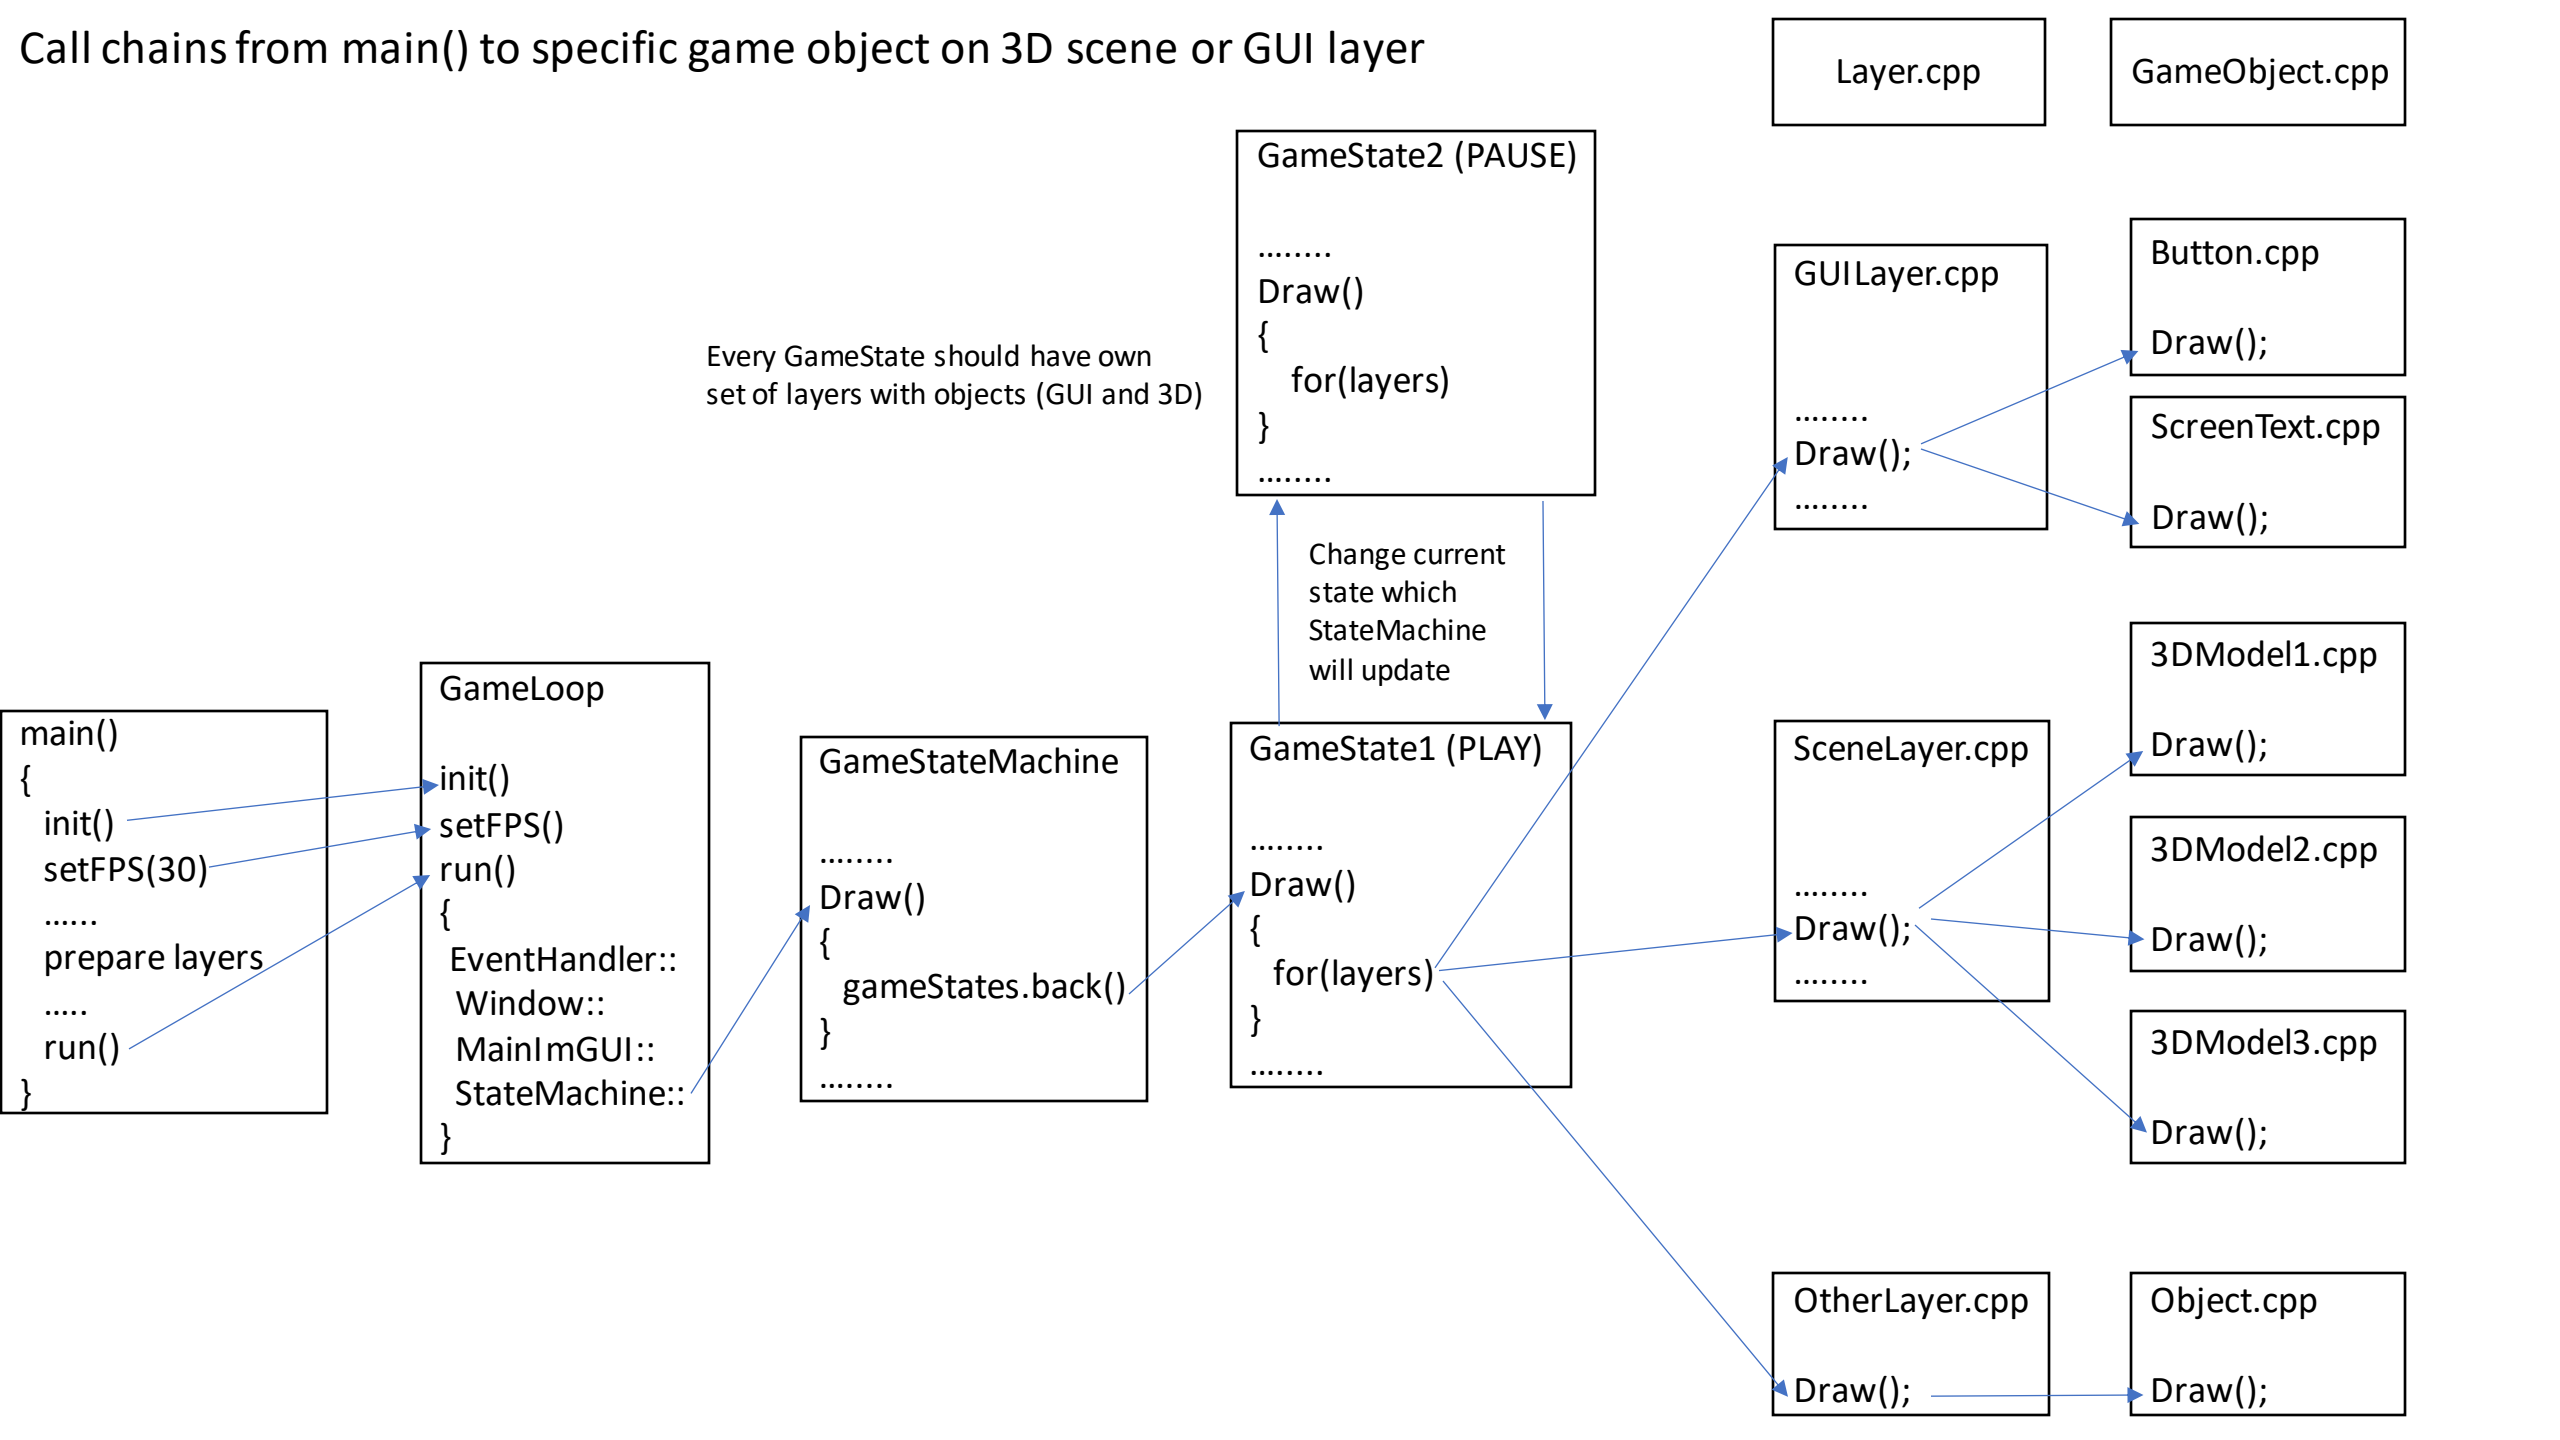 Call chains from main() to specific game object on 3D scene or GUI layer
Layer.cpp
GameObject.cpp
GameState2 (PAUSE)
........
Draw()
{
for(layers)
}
........
Every GameState should have own
set of layers with objects (GUI and 3D)
Change current
state which
StateMachine
will update
main()
{
init()
setFPS(30)
......
prepare layers
.....
run()
}
GameLoop
init()
setFPS()
run()
{
EventHandler::
Window::
MainImGUI::
StateMachine::
}
GameStateMachine
........
Draw()
{
gameStates.back()
}
........
GameState1 (PLAY)
........
Draw()
{
for(layers)
}
........
GUILayer.cpp
........
Draw();
........
Button.cpp
Draw();
ScreenText.cpp
Draw();
SceneLayer.cpp
........
Draw();
........
3DModel1.cpp
Draw();
3DModel2.cpp
Draw();
3DModel3.cpp
Draw();
OtherLayer.cpp
Draw();
Object.cpp
Draw();